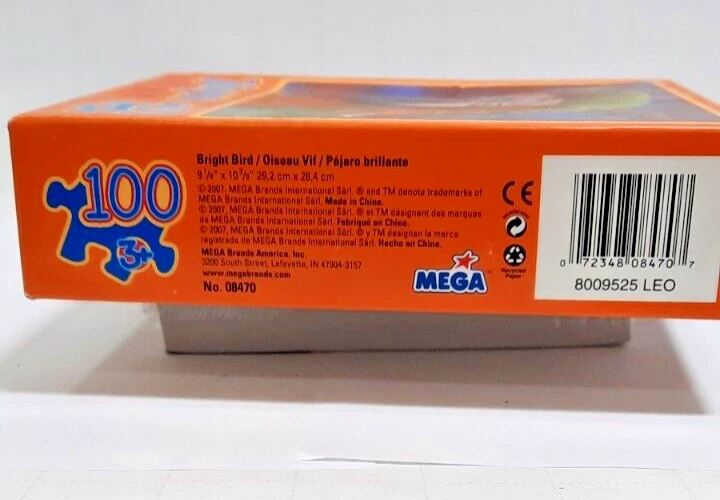 100
3+
Bright Bird / Oiseau Vif / Pájaro brillante
9 1/8" x 10 3/8" 29,2 cm x 26,4 cm
© 2007, MEGA Brands International Sàrl. ® and TM denote trademarks of
MEGA Brands International Sàrl. Made in China.
© 2007, MEGA Brands International Sàrl. ® et TM désignent des marques
de MEGA Brands International Sàrl. Fabriqué en Chine.
© 2007, MEGA Brands International Sàrl. ® y TM designan la marca
registrada de MEGA Brands International Sàrl. Hecho en China.
MEGA Brands America, Inc.
3200 South Street, Lafayette, IN 47904-3157
www.megabrands.com
No. 08470
MEGA™
CE
Recycled
Paper
0 72348 08470 7
8009525 LEO